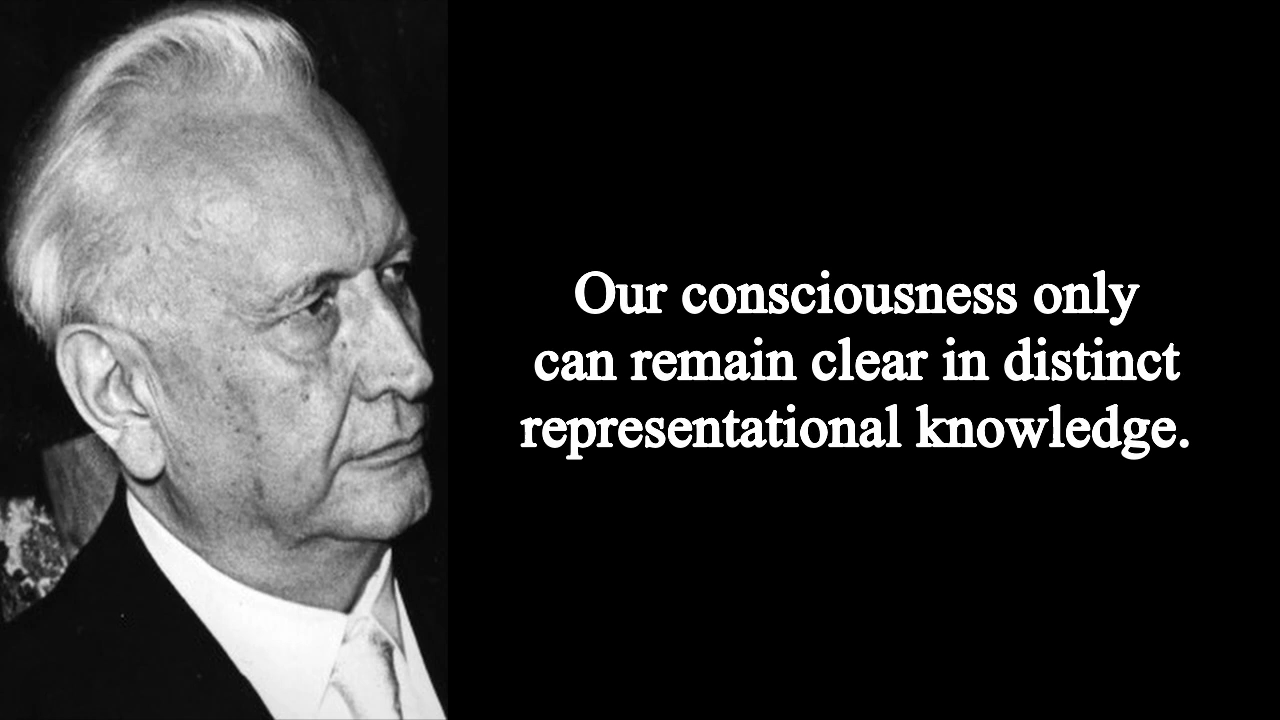 Our consciousness only
can remain clear in distinct
representational knowledge.